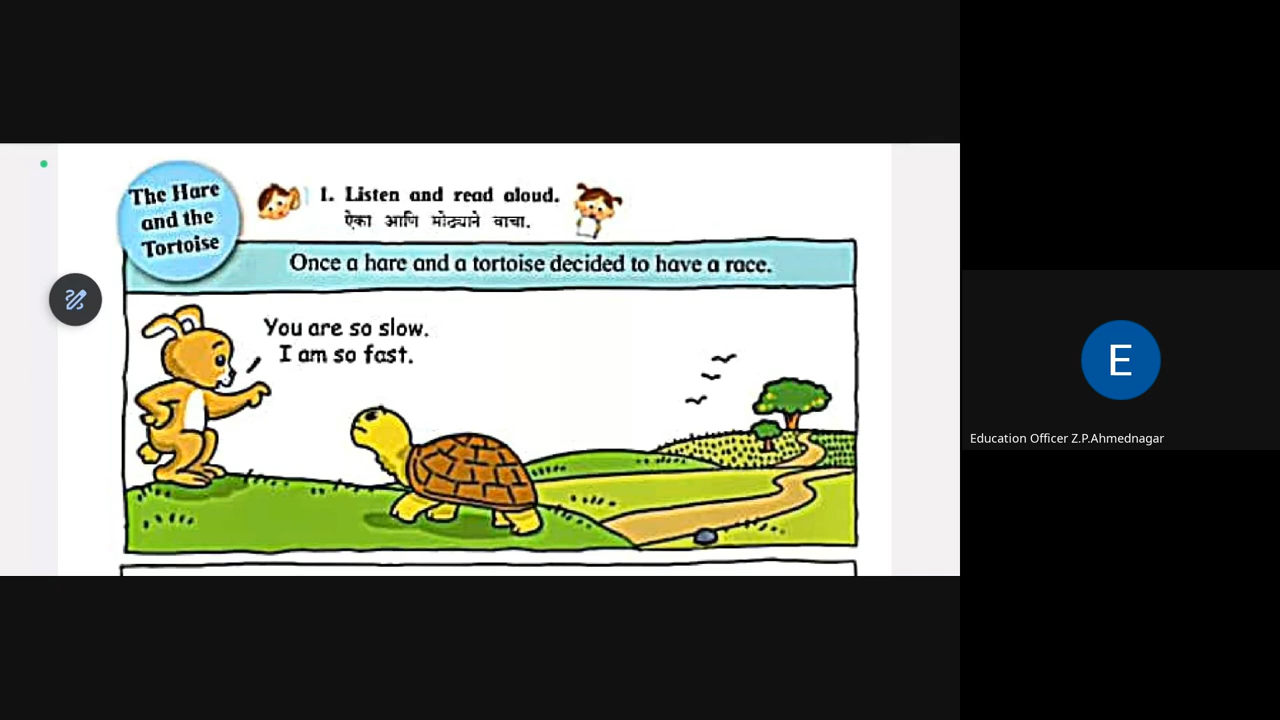 The Hare
and the
Tortoise
1. Listen and read aloud.
ऐका आणि मोठ्याने वाचा.
Once a hare and a tortoise decided to have a race.
You are so slow.
I am so fast.
E
Education Officer Z.P.Ahmednagar